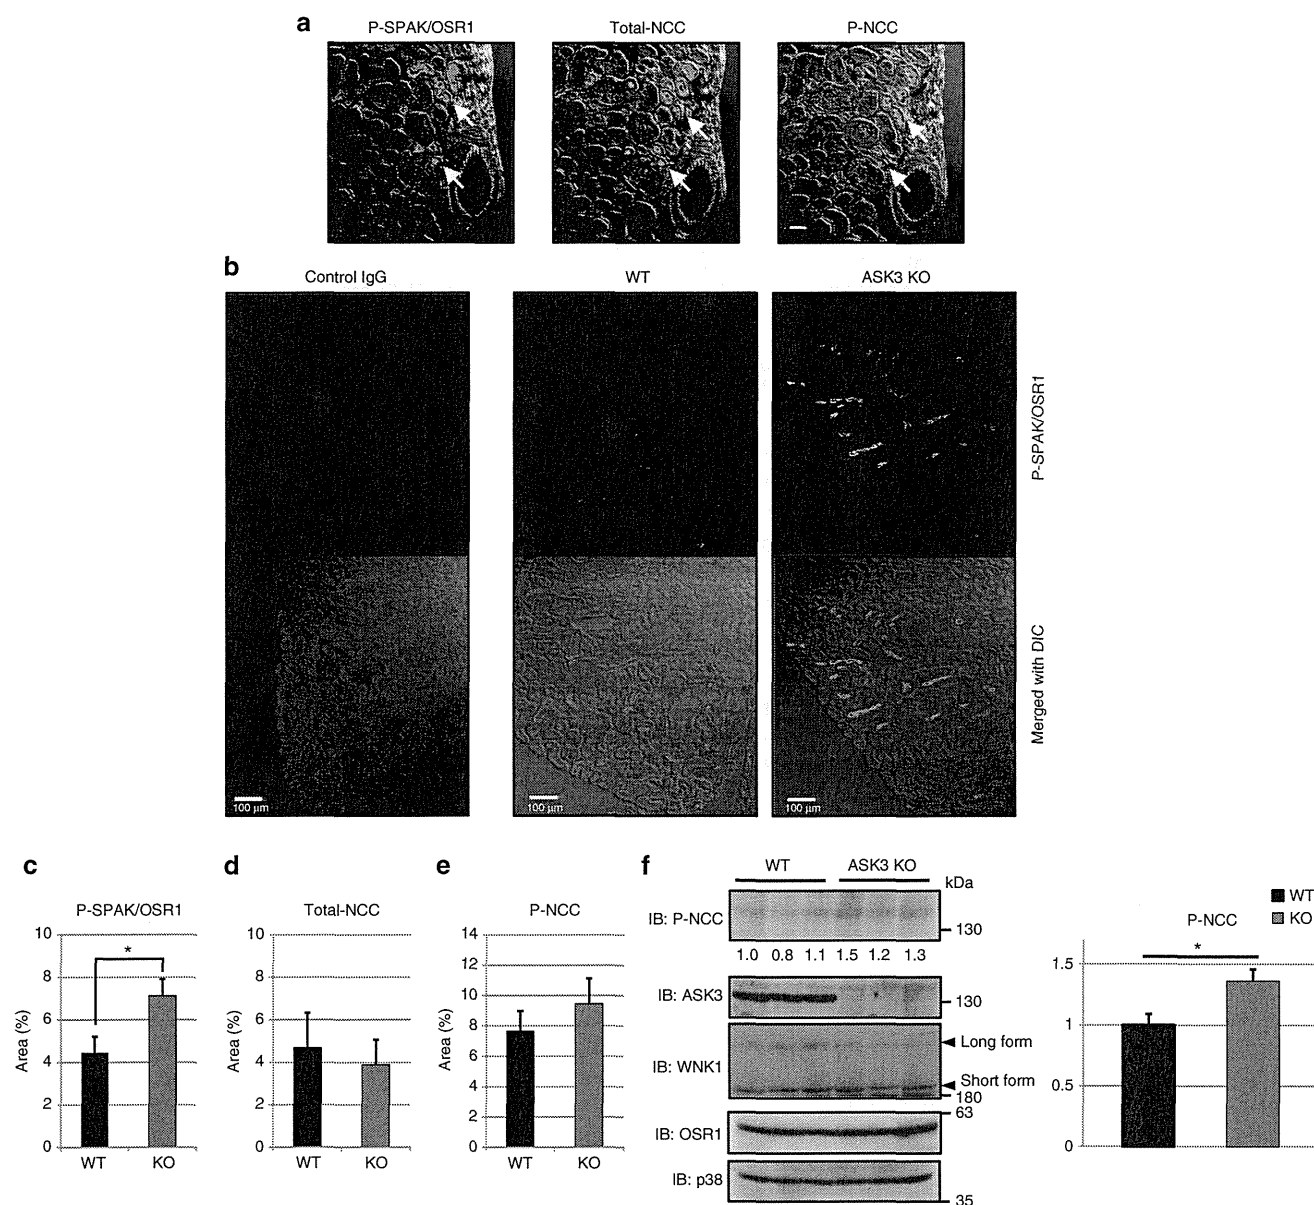 a
P-SPAK/OSR1
Total-NCC
P-NCC
b
Control IgG
WT
ASK3 KO
P-SPAK/OSR1
Merged with DIC
100 µm
100 µm
100 µm
c
P-SPAK/OSR1
Area (%)
10
8
6
4
2
0
*
WT
KO
d
Total-NCC
Area (%)
10
8
6
4
2
0
WT
KO
e
P-NCC
Area (%)
14
12
10
8
6
4
2
0
WT
KO
f
WT
ASK3 KO
kDa
IB: P-NCC
130
1.0 0.8 1.1 1.5 1.2 1.3
IB: ASK3
130
IB: WNK1
Long form
Short form
180
63
IB: OSR1
IB: p38
35
WT
KO
P-NCC
*
1.5
1
0.5
0